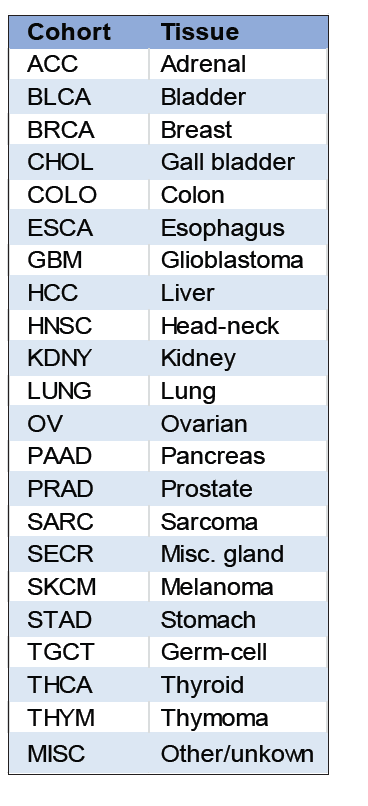 Cohort Tissue
ACC Adrenal
BLCA Bladder
BRCA Breast
CHOL Gall bladder
COLO Colon
ESCA Esophagus
GBM Glioblastoma
HCC Liver
HNSC Head-neck
KDNY Kidney
LUNG Lung
OV Ovarian
PAAD Pancreas
PRAD Prostate
SARC Sarcoma
SECR Misc. gland
SKCM Melanoma
STAD Stomach
TGCT Germ-cell
THCA Thyroid
THYM Thymoma
MISC Other/unkown